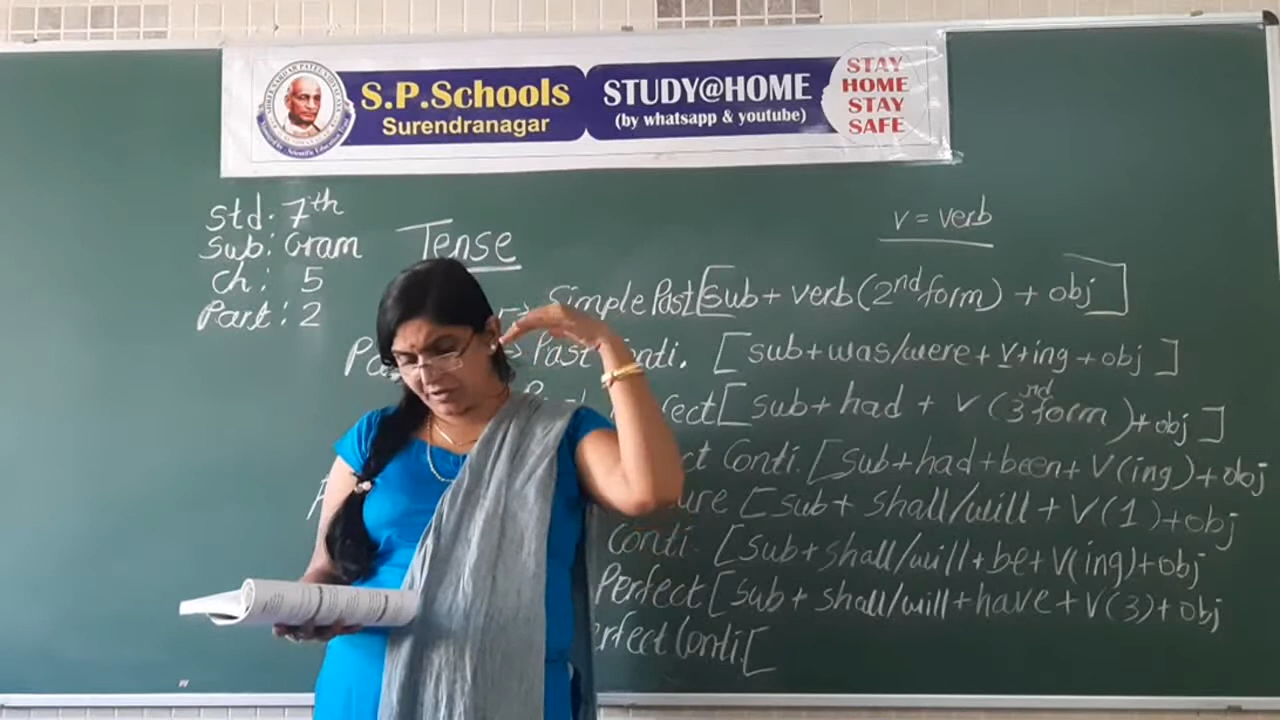 S.P.Schools
Surendranagar
STUDY@HOME
(by whatsapp & youtube)
STAY
HOME
STAY
SAFE
Std: 7th
Sub: Gram
Ch: 5
Part: 2
Tense
V = verb
Simple Past [Sub + verb (2nd form) + obj]
Past Conti. [sub + was/were + v + ing + obj]
[sub + had + V (3nd form) + obj]
Conti. [Sub + had + been + V(ing) + obj
[sub + shall/will + V(1) + obj
Conti. [sub + shall/will + be + V(ing) + obj
Perfect [sub + shall/will + have + V(3) + obj
Conti. [